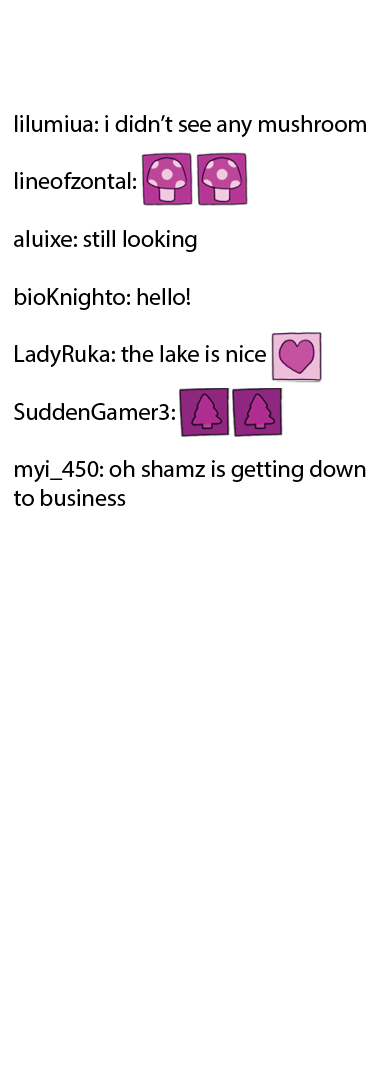 lilumiua: i didn’t see any mushroom
lineofzontal:
aluixe: still looking
bioKnighto: hello!
LadyRuka: the lake is nice
SuddenGamer3:
myi_450: oh shamz is getting down
to business